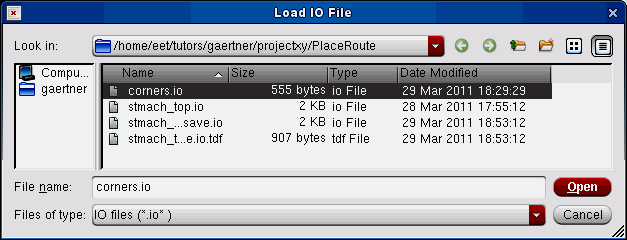 Load IO File
Look in: /home/eet/tutors/gaertner/projectxy/PlaceRoute
Compu...
gaertner
Name Size Type Date Modified
corners.io 555 bytes io File 29 Mar 2011 18:29:29
stmach_top.io 2 KB io File 28 Mar 2011 17:55:12
stmach_...save.io 2 KB io File 29 Mar 2011 18:53:12
stmach_t...e.io.tdf 907 bytes tdf File 29 Mar 2011 18:53:12
File name: corners.io Open
Files of type: IO files (*.io* ) Cancel